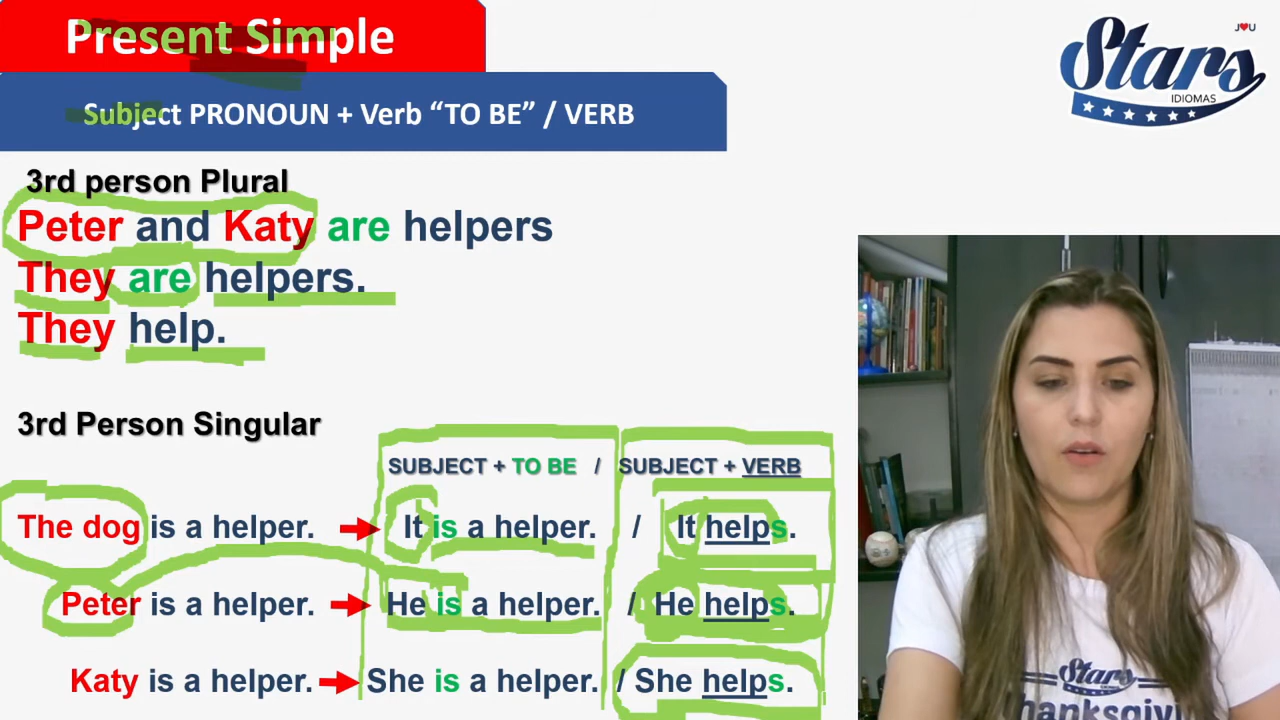 Present Simple
J♥U
Stars
IDIOMAS
Subject PRONOUN + Verb “TO BE” / VERB
3rd person Plural
Peter and Katy are helpers
They are helpers.
They help.
3rd Person Singular
SUBJECT + TO BE / SUBJECT + VERB
The dog is a helper. It is a helper. / It helps.
Peter is a helper. He is a helper. / He helps.
Katy is a helper. She is a helper. / She helps.
Stars